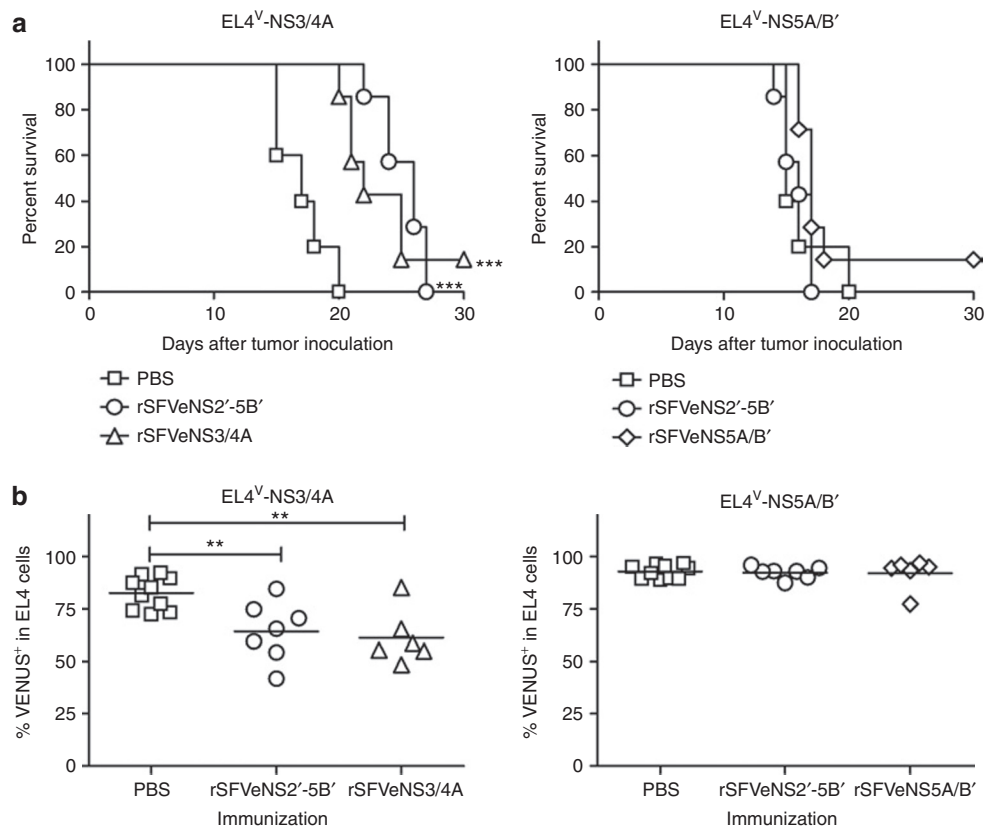 a
EL4ⱽ-NS3/4A
Percent survival
100
80
60
40
20
0
0
20
30
***
***
Days after tumor inoculation
PBS
rSFVeNS2′-5B′
rSFVeNS3/4A
EL4ⱽ-NS5A/B′
Percent survival
100
80
60
40
20
0
0
10
20
30
Days after tumor inoculation
PBS
rSFVeNS2′-5B′
rSFVeNS5A/B′
b
EL4ⱽ-NS3/4A
**
**
% VENUS⁺ in EL4 cells
100
75
50
25
0
PBS rSFVeNS2′-5B′ rSFVeNS3/4A
Immunization
EL4ⱽ-NS5A/B′
% VENUS⁺ in EL4 cells
100
75
50
25
0
PBS rSFVeNS2′-5B′ rSFVeNS5A/B′
Immunization